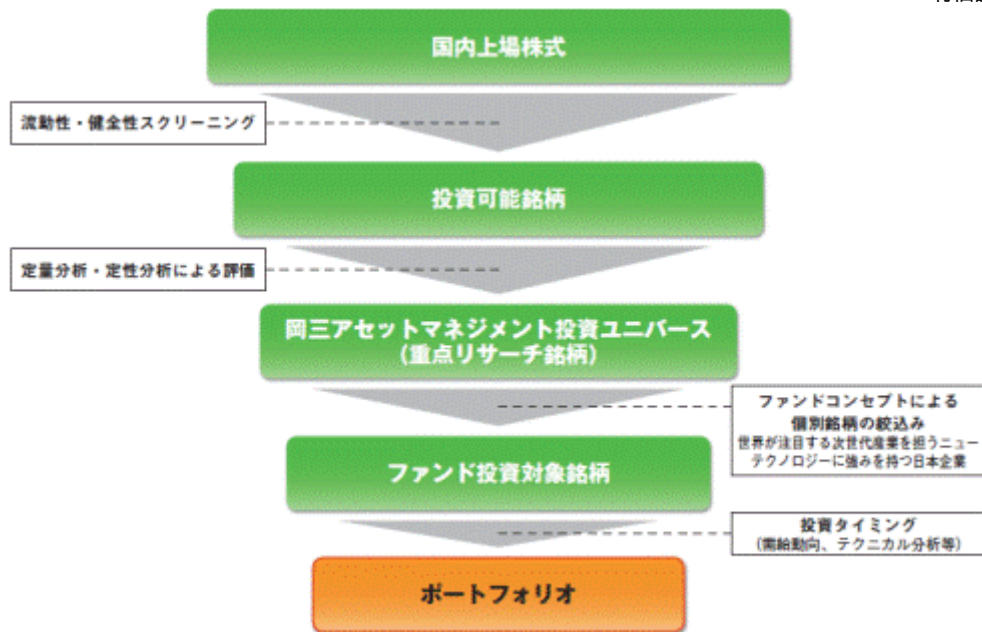 国内上場株式
流動性・健全性スクリーニング
投資可能銘柄
定量分析・定性分析による評価
岡三アセットマネジメント投資ユニバース
(重点リサーチ銘柄)
ファンドコンセプトによる
個別銘柄の絞込み
世界が注目する次世代産業を担うニュー
テクノロジーに強みを持つ日本企業
ファンド投資対象銘柄
投資タイミング
(需給動向、テクニカル分析等)
ポートフォリオ